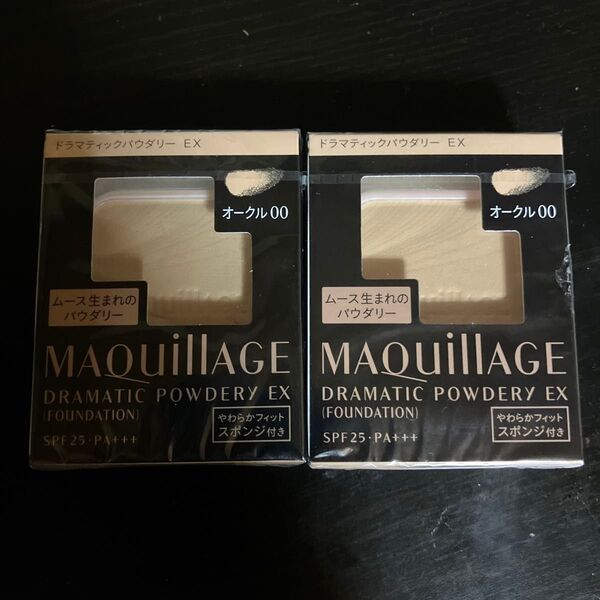 ドラマティックパウダリー EX
オークル00
ムース生まれの
パウダリー
MAQuillAGE
DRAMATIC POWDERY EX
(FOUNDATION)
SPF25・PA+++
やわらかフィット
スポンジ付き
ドラマティックパウダリー EX
オークル00
ムース生まれの
パウダリー
MAQuillAGE
DRAMATIC POWDERY EX
(FOUNDATION)
SPF25・PA+++
やわらかフィット
スポンジ付き